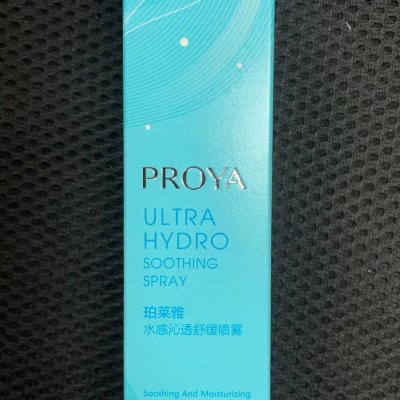 PROYA
ULTRA
HYDRO
SOOTHING
SPRAY
珀莱雅
水感沁透舒缓喷雾
Soothing And Moisturizing